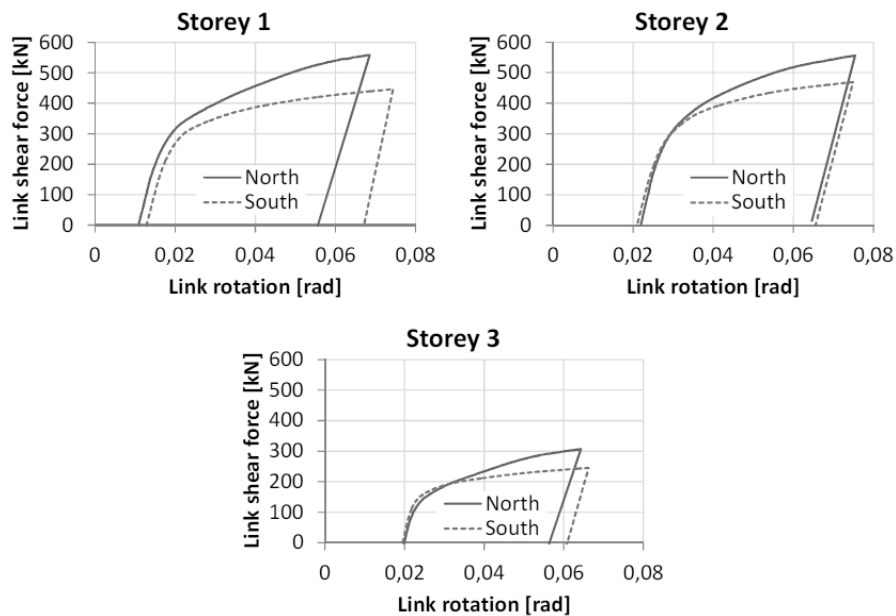 Storey 1
Link shear force [kN]
600
500
400
300
200
100
0
North
South
0 0,02 0,04 0,06 0,08
Link rotation [rad]
Storey 2
Link shear force [kN]
600
500
400
300
200
100
0
North
South
0 0,02 0,04 0,06 0,08
Link rotation [rad]
Storey 3
Link shear force [kN]
600
500
400
300
200
100
0
North
South
0 0,02 0,04 0,06 0,08
Link rotation [rad]